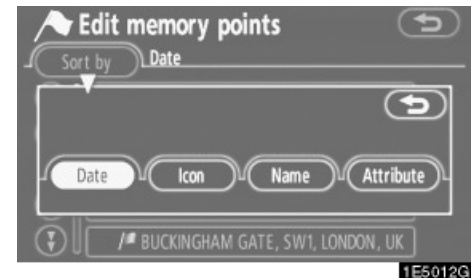 Edit memory points
Sort by Date
Date Icon Name Attribute
BUCKINGHAM GATE, SW1, LONDON, UK
1E5012G